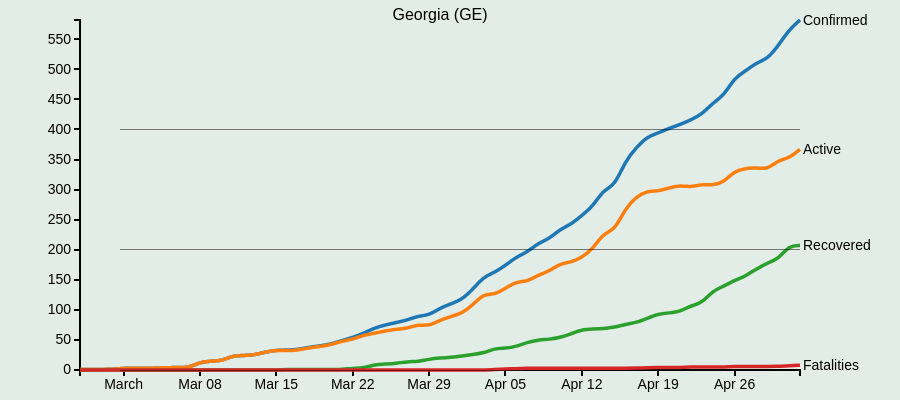 Georgia (GE)
550
500
450
400
350
300
250
200
150
100
50
0
Confirmed
Active
Recovered
Fatalities
March
Mar 08
Mar 15
Mar 22
Mar 29
Apr 05
Apr 12
Apr 19
Apr 26